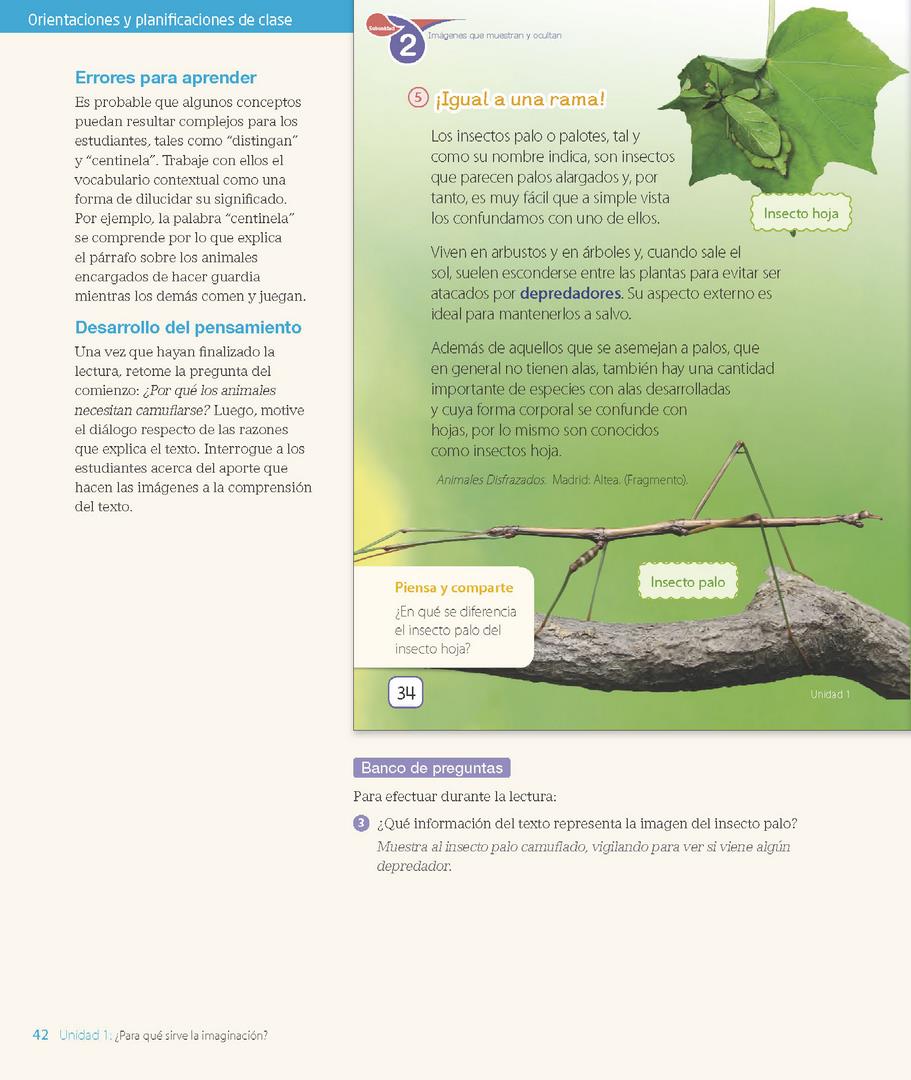 Orientaciones y planificaciones de clase
Errores para aprender
Es probable que algunos conceptos
puedan resultar complejos para los
estudiantes, tales como “distingan”
y “centinela”. Trabaje con ellos el
vocabulario contextual como una
forma de dilucidar su significado.
Por ejemplo, la palabra “centinela”
se comprende por lo que explica
el párrafo sobre los animales
encargados de hacer guardia
mientras los demás comen y juegan.
Desarrollo del pensamiento
Una vez que hayan finalizado la
lectura, retome la pregunta del
comienzo: ¿Por qué los animales
necesitan camuflarse? Luego, motive
el diálogo respecto de las razones
que explica el texto. Interrogue a los
estudiantes acerca del aporte que
hacen las imágenes a la comprensión
del texto.
Subunidad
2
Imágenes que muestran y ocultan
5 ¡Igual a una rama!
Los insectos palo o palotes, tal y
como su nombre indica, son insectos
que parecen palos alargados y, por
tanto, es muy fácil que a simple vista
los confundamos con uno de ellos.
Insecto hoja
Viven en arbustos y en árboles y, cuando sale el
sol, suelen esconderse entre las plantas para evitar ser
atacados por depredadores. Su aspecto externo es
ideal para mantenerlos a salvo.
Además de aquellos que se asemejan a palos, que
en general no tienen alas, también hay una cantidad
importante de especies con alas desarrolladas
y cuya forma corporal se confunde con
hojas, por lo mismo son conocidos
como insectos hoja.
Animales Disfrazados. Madrid: Altea. (Fragmento).
Insecto palo
Piensa y comparte
¿En qué se diferencia
el insecto palo del
insecto hoja?
34
Unidad 1
Banco de preguntas
Para efectuar durante la lectura:
3 ¿Qué información del texto representa la imagen del insecto palo?
Muestra al insecto palo camuflado, vigilando para ver si viene algún
depredador.
42 Unidad 1: ¿Para qué sirve la imaginación?